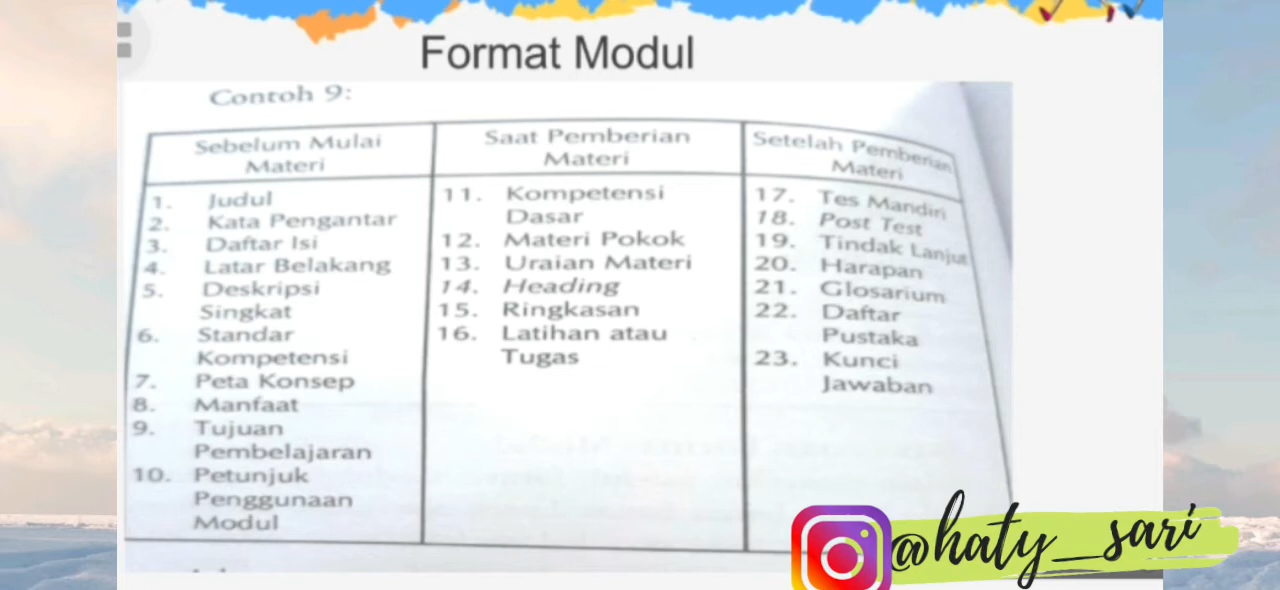 Format Modul
Contoh 9:
Sebelum Mulai
Materi
1. Judul
2. Kata Pengantar
3. Daftar Isi
4. Latar Belakang
5. Deskripsi
Singkat
6. Standar
Kompetensi
7. Peta Konsep
8. Manfaat
9. Tujuan
Pembelajaran
10. Petunjuk
Penggunaan
Modul
Saat Pemberian
Materi
11. Kompetensi
Dasar
12. Materi Pokok
13. Uraian Materi
14. Heading
15. Ringkasan
16. Latihan atau
Tugas
Setelah Pemberian
Materi
17. Tes Mandiri
18. Post Test
19. Tindak Lanjut
20. Harapan
21. Glosarium
22. Daftar
Pustaka
23. Kunci
Jawaban
@haty_sari